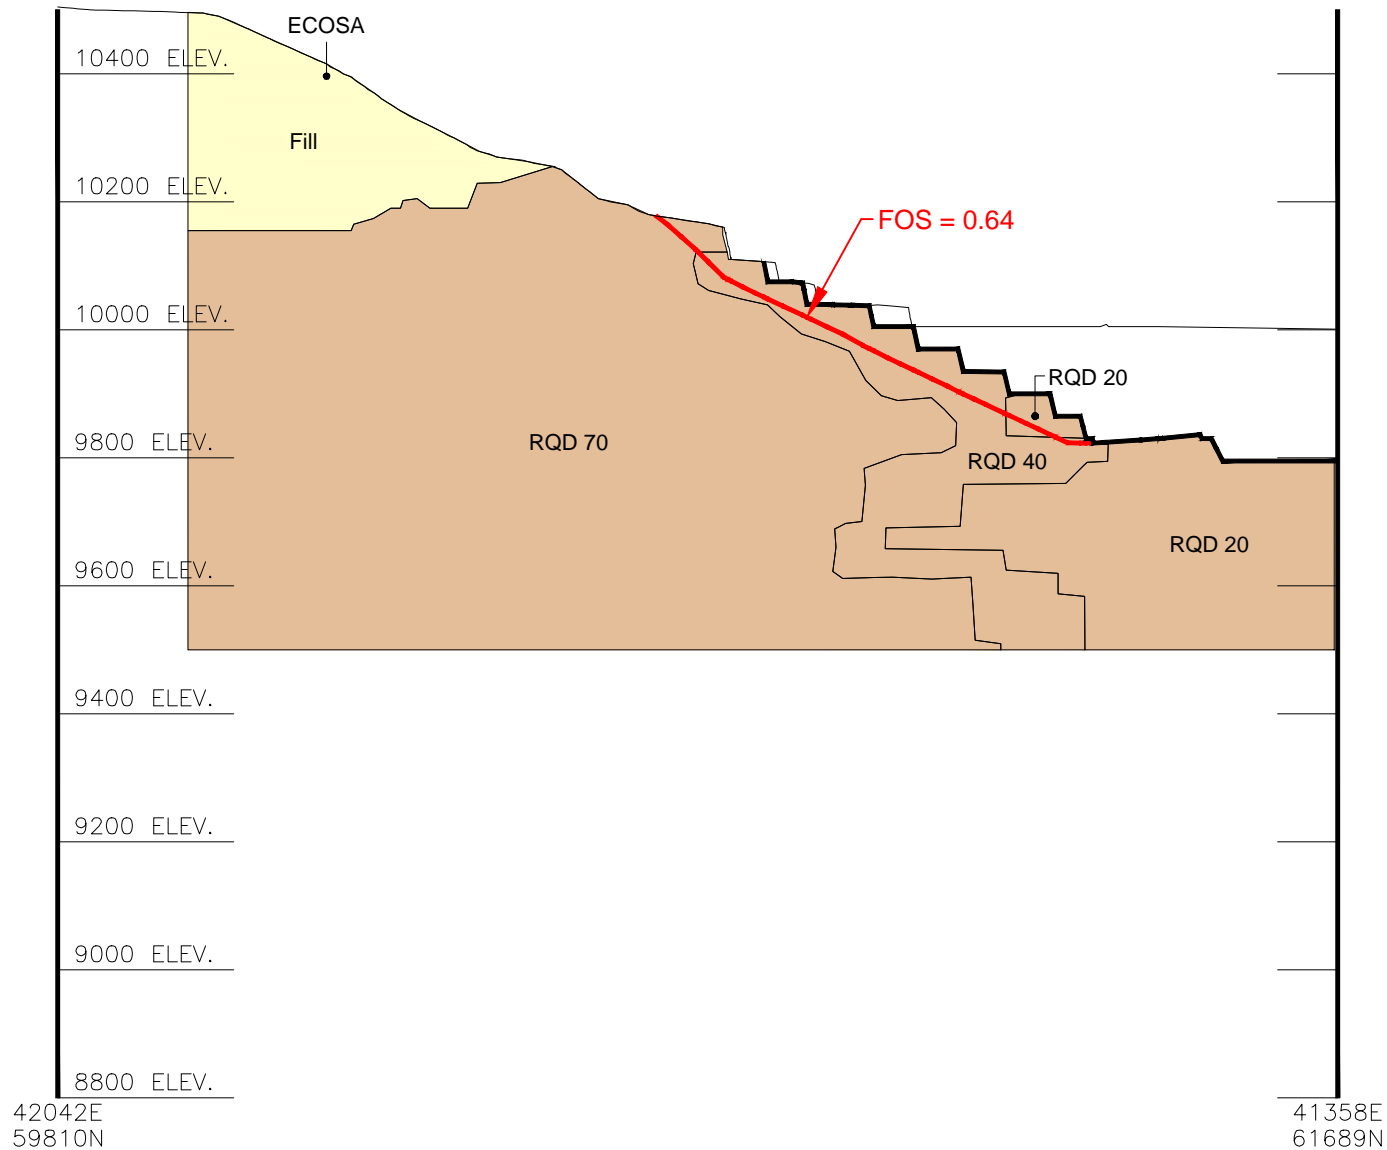 ECOSA
10400 ELEV.
Fill
10200 ELEV.
FOS = 0.64
10000 ELEV.
RQD 20
9800 ELEV.
RQD 70
RQD 40
RQD 20
9600 ELEV.
9400 ELEV.
9200 ELEV.
9000 ELEV.
8800 ELEV.
42042E
59810N
41358E
61689N